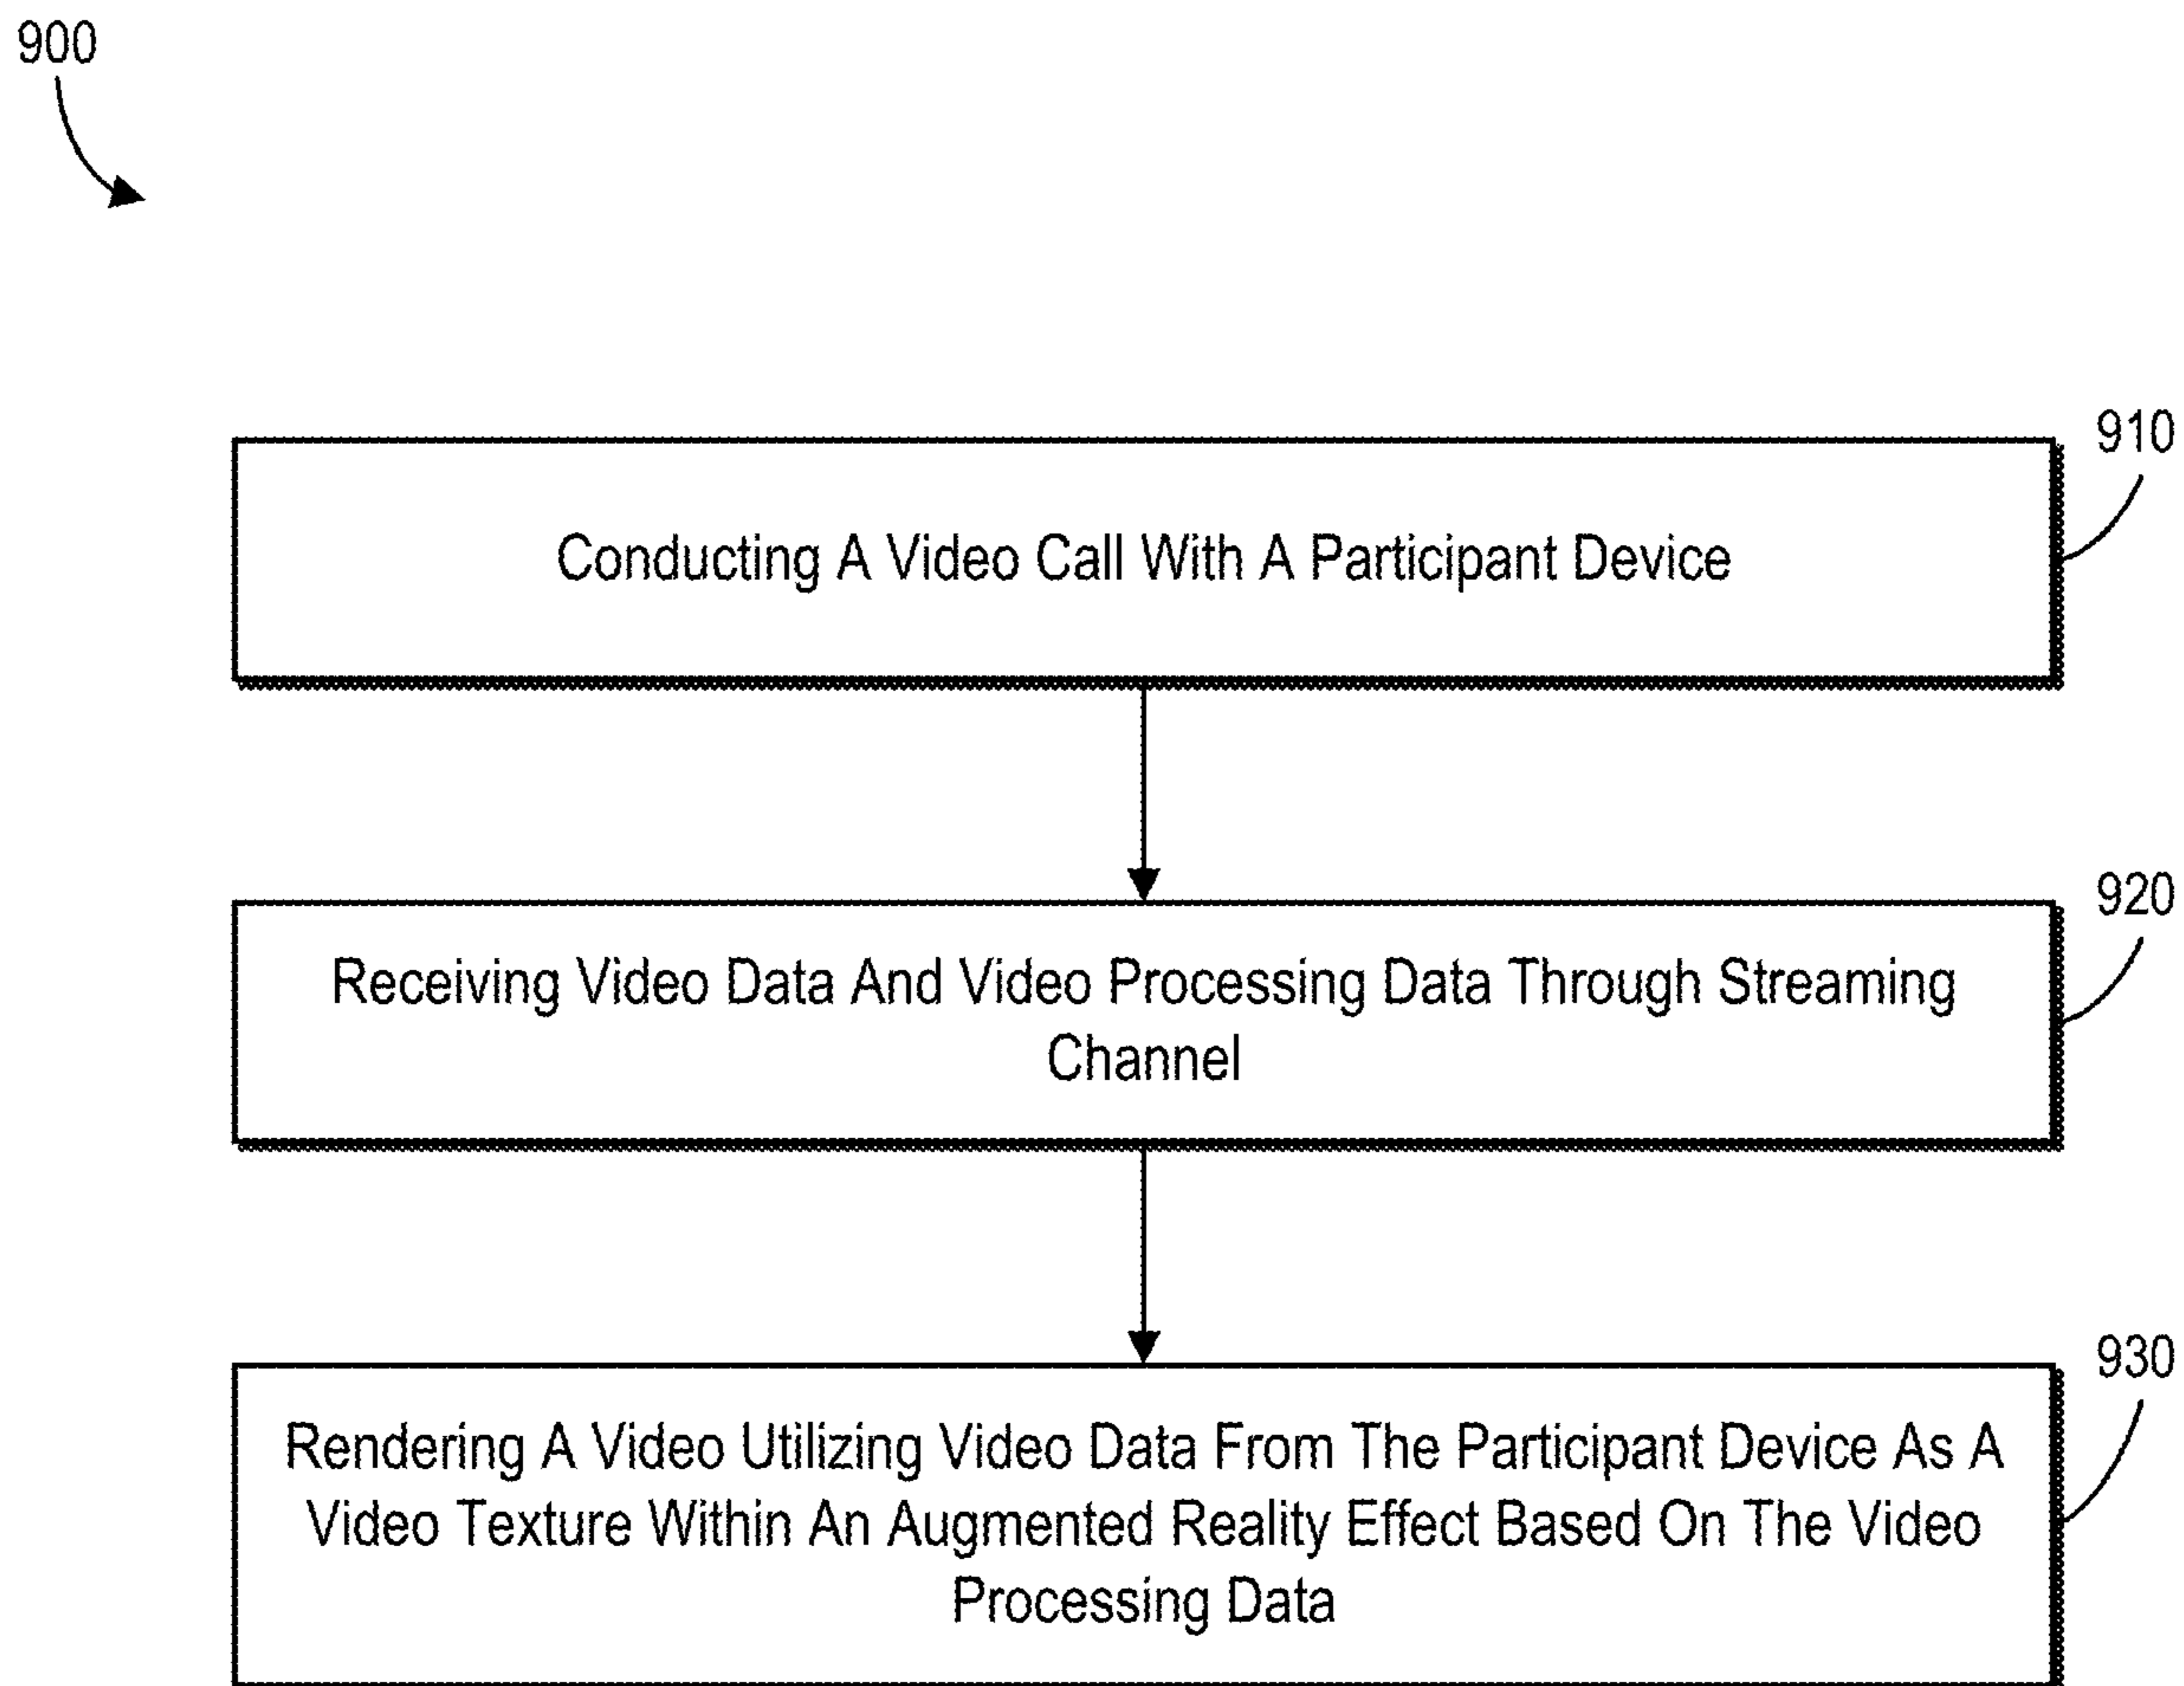 900
910
Conducting A Video Call With A Participant Device
920
Receiving Video Data And Video Processing Data Through Streaming
Channel
930
Rendering A Video Utilizing Video Data From The Participant Device As A
Video Texture Within An Augmented Reality Effect Based On The Video
Processing Data